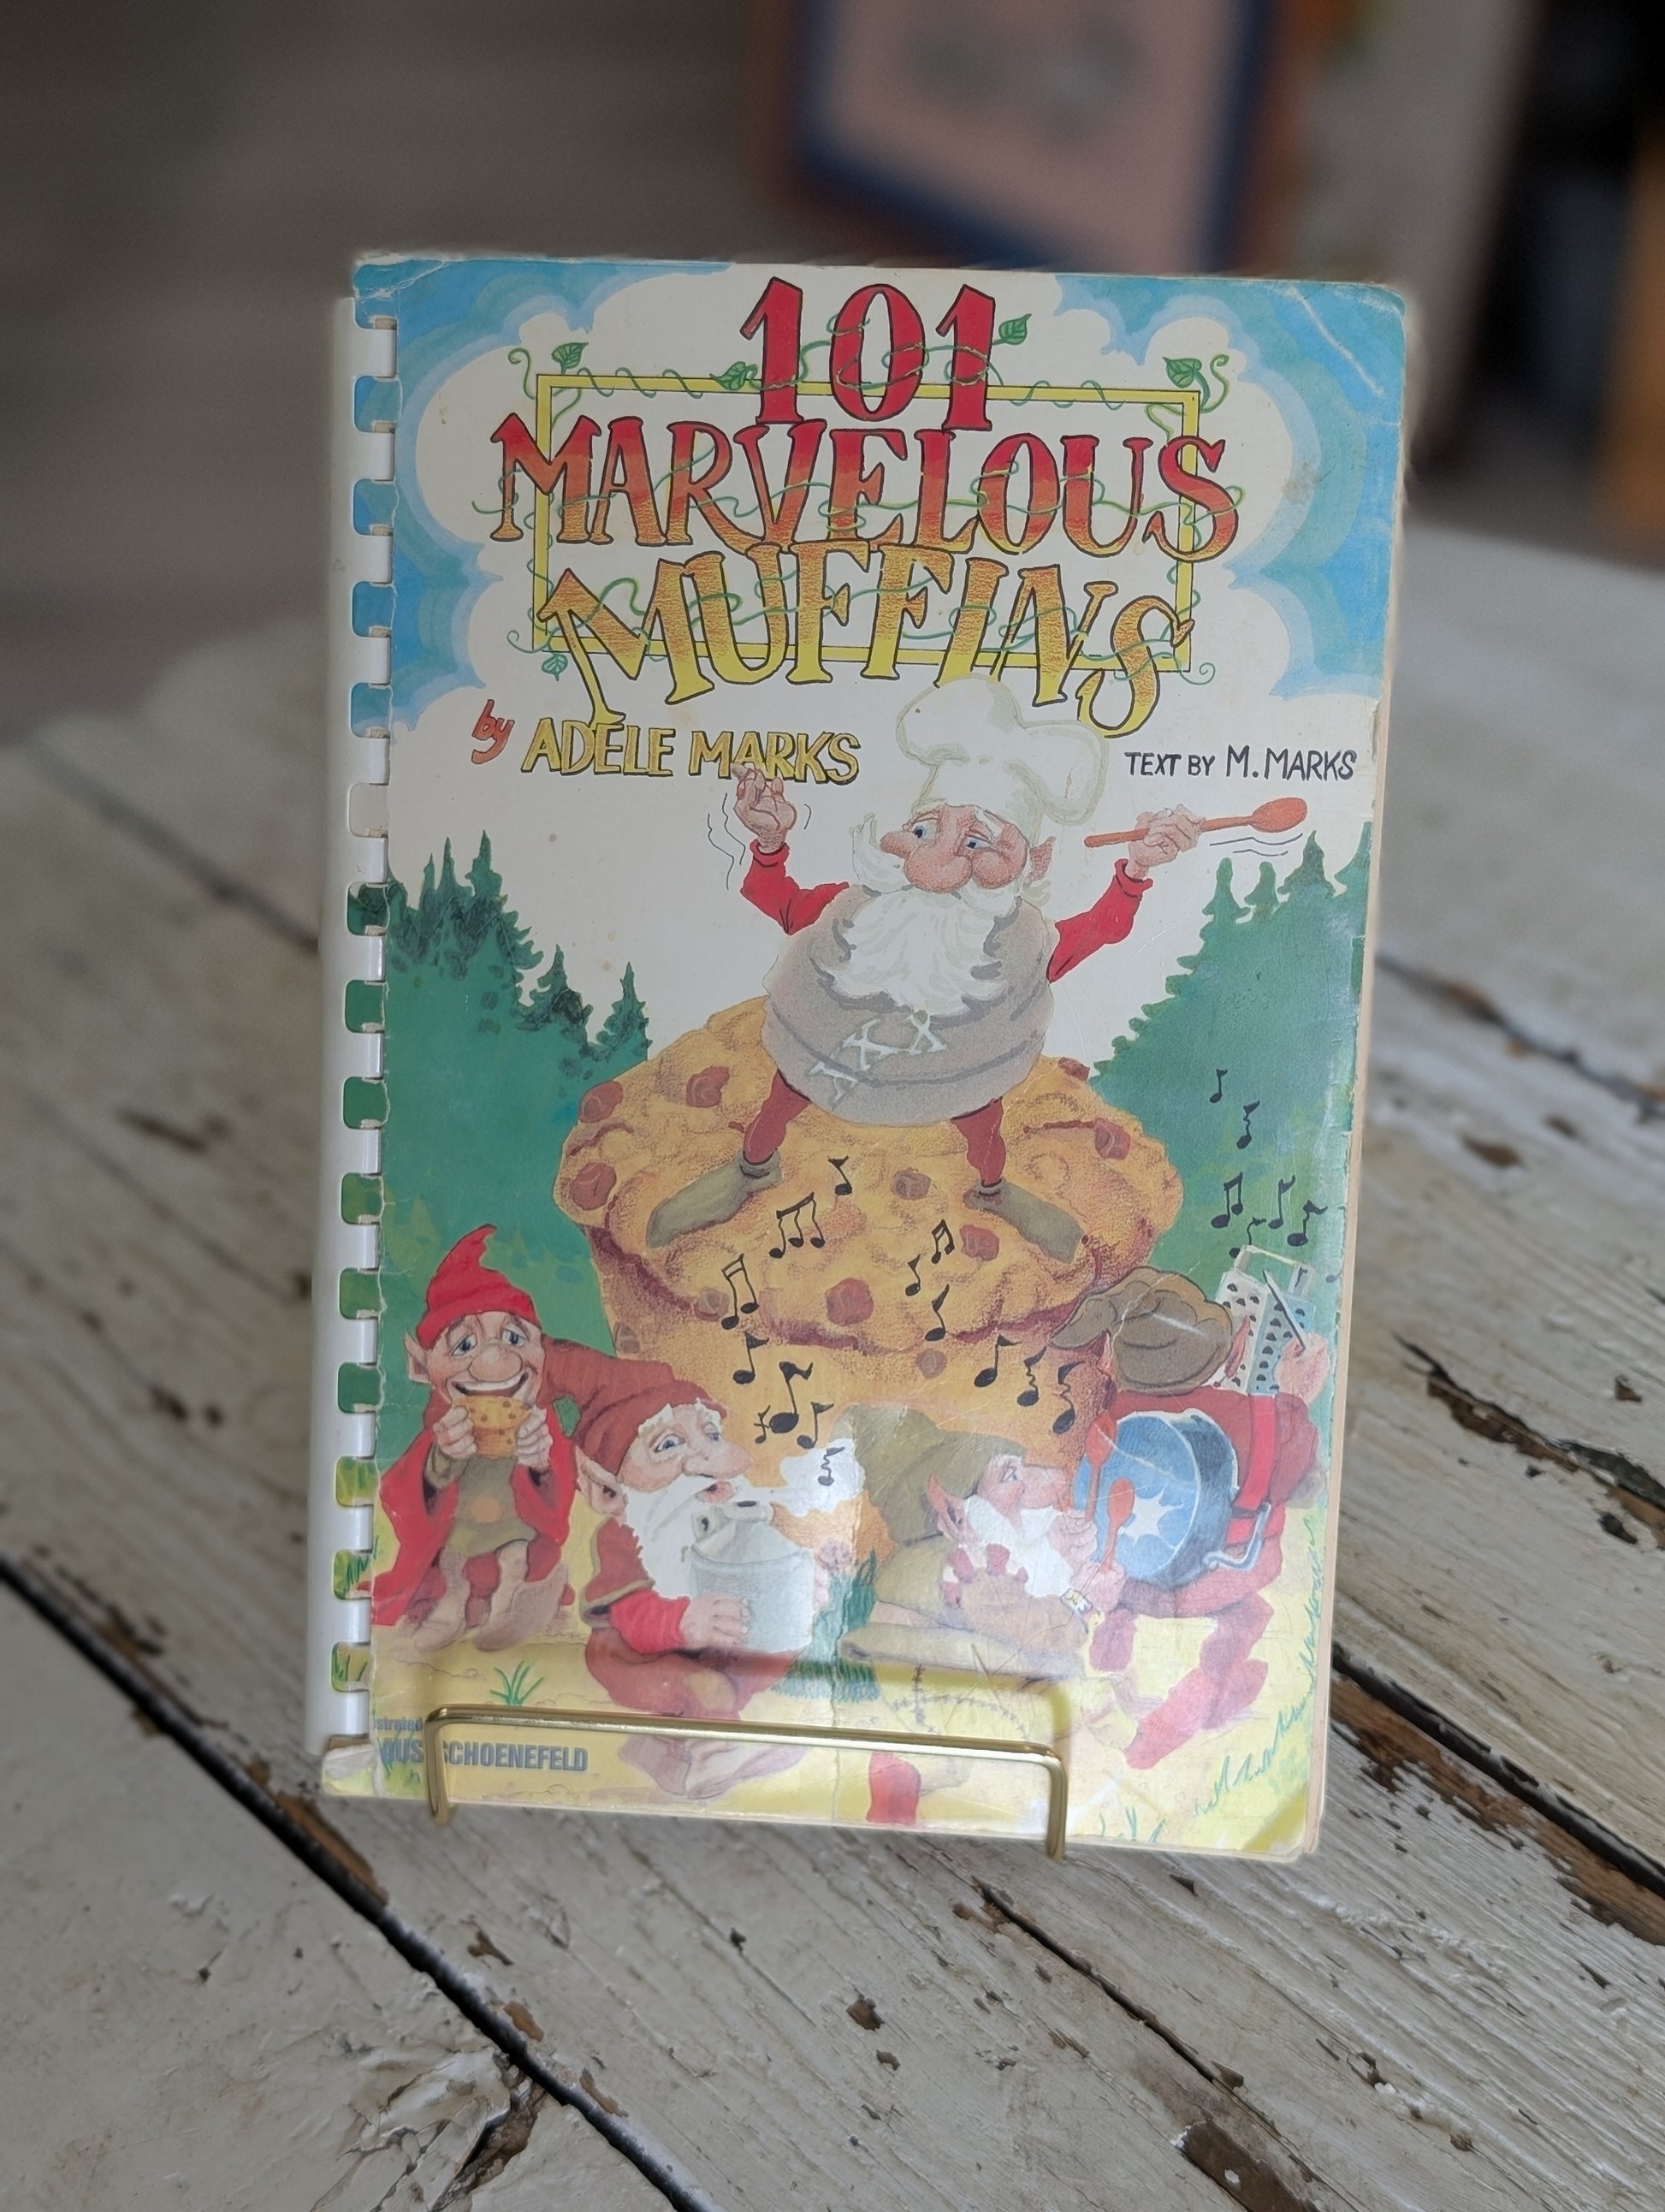 101
MARVELOUS
MUFFINS
by ADELE MARKS
TEXT BY M. MARKS
SCHOENEFELD